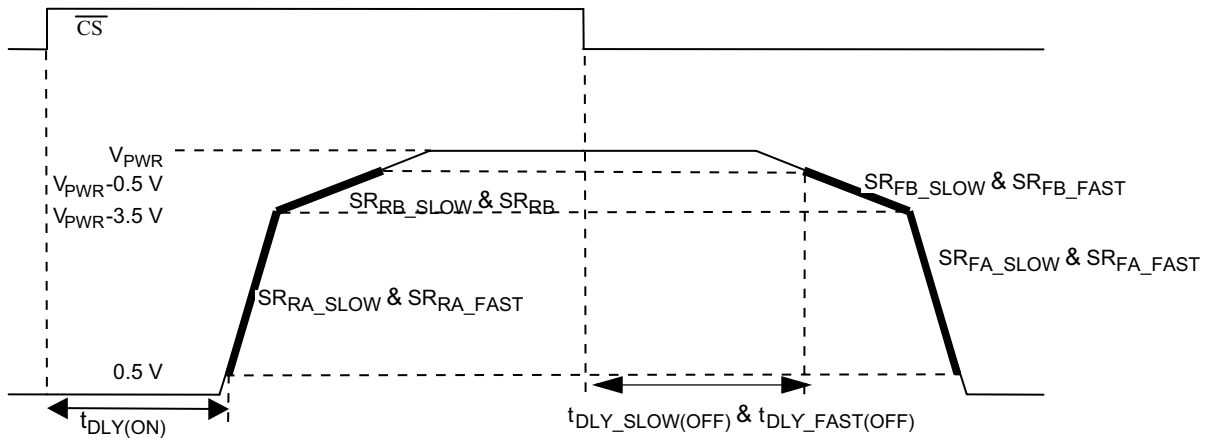 CS
VPWR
VPWR-0.5 V
VPWR-3.5 V
SRRB_SLOW & SRRB
SRFB_SLOW & SRFB_FAST
SRFA_SLOW & SRFA_FAST
SRRA_SLOW & SRRA_FAST
0.5 V
tDLY(ON)
tDLY_SLOW(OFF) & tDLY_FAST(OFF)